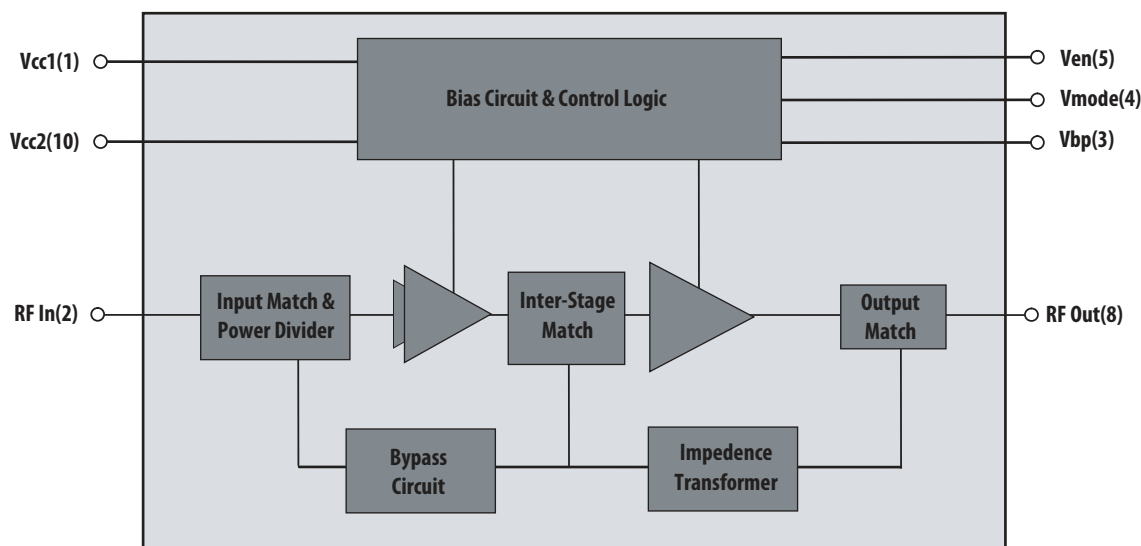 Vcc1(1)
Vcc2(10)
Bias Circuit & Control Logic
Ven(5)
Vmode(4)
Vbp(3)
RF In(2)
Input Match &
Power Divider
Inter-Stage
Match
Output
Match
RF Out(8)
Bypass
Circuit
Impedence
Transformer